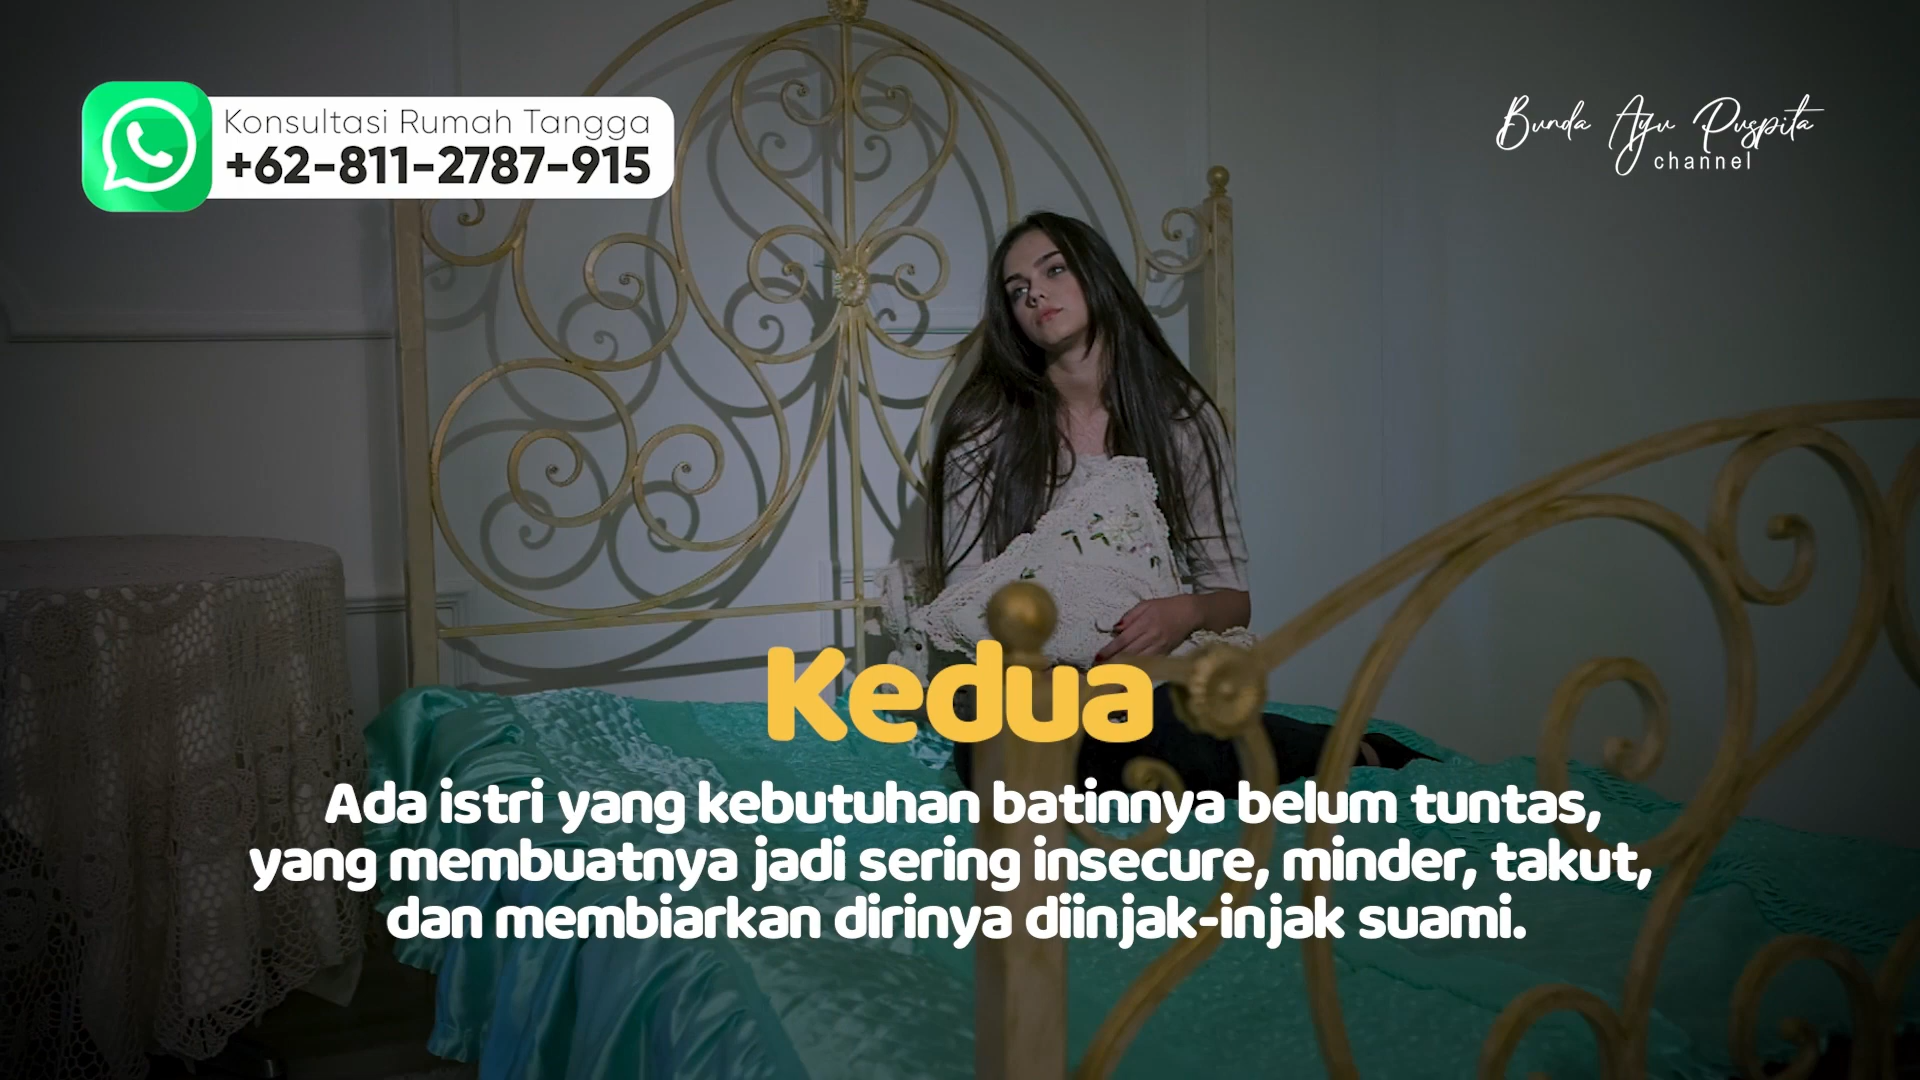 Konsultasi Rumah Tangga
+62-811-2787-915
Bunda Ayu Puspita
channel
Kedua
Ada istri yang kebutuhan batinnya belum tuntas,
yang membuatnya jadi sering insecure, minder, takut,
dan membiarkan dirinya diinjak-injak suami.